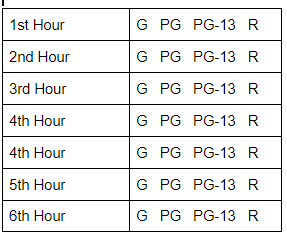 1st Hour G PG PG-13 R
2nd Hour G PG PG-13 R
3rd Hour G PG PG-13 R
4th Hour G PG PG-13 R
4th Hour G PG PG-13 R
5th Hour G PG PG-13 R
6th Hour G PG PG-13 R